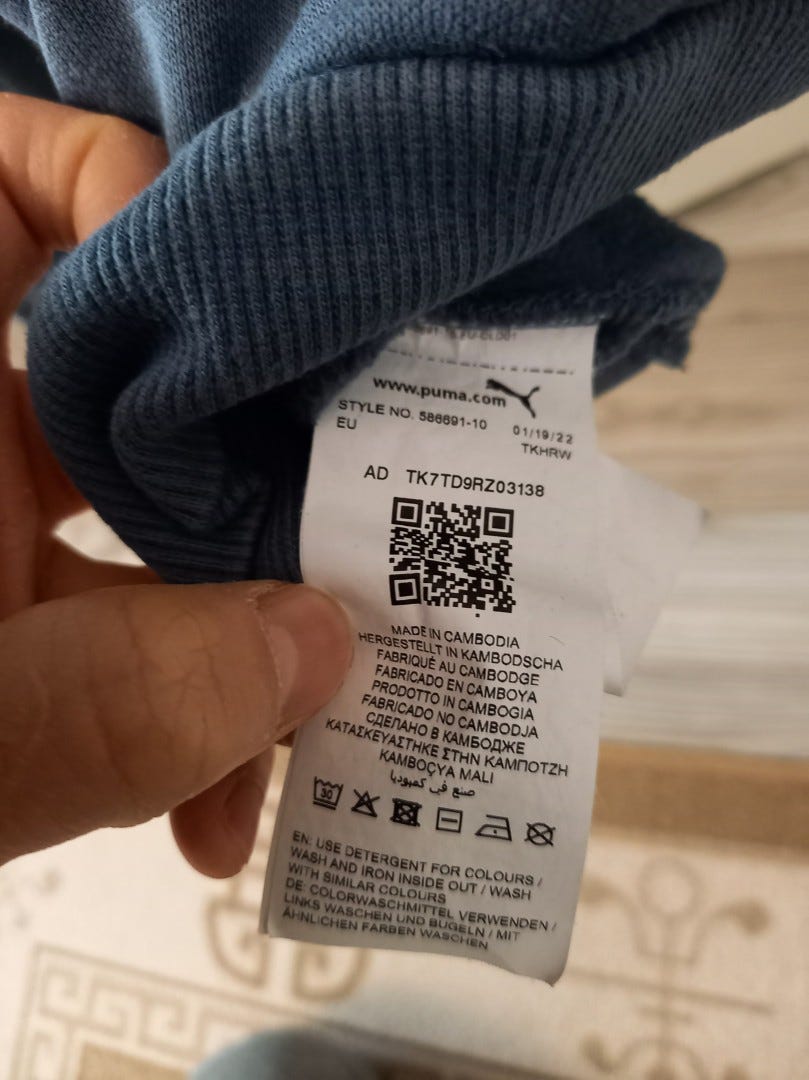 www.puma.com
STYLE NO. 586691-10 01/19/22
EU TKHRW
AD TK7TD9RZ03138
MADE IN CAMBODIA
HERGESTELLT IN KAMBODSCHA
FABRIQUÉ AU CAMBODGE
FABRICADO EN CAMBOYA
PRODOTTO IN CAMBOGIA
FABRICADO NO CAMBODJA
СДЕЛАНО В КАМБОДЖЕ
ΚΑΤΑΣΚΕΥΑΣΤΗΚΕ ΣΤΗΝ ΚΑΜΠΟΤΖΗ
KAMBOÇYA MALI
صنع في كمبوديا
30
EN: USE DETERGENT FOR COLOURS /
WASH AND IRON INSIDE OUT / WASH
WITH SIMILAR COLOURS
DE: COLORWASCHMITTEL VERWENDEN /
LINKS WASCHEN UND BÜGELN / MIT
ÄHNLICHEN FARBEN WASCHEN